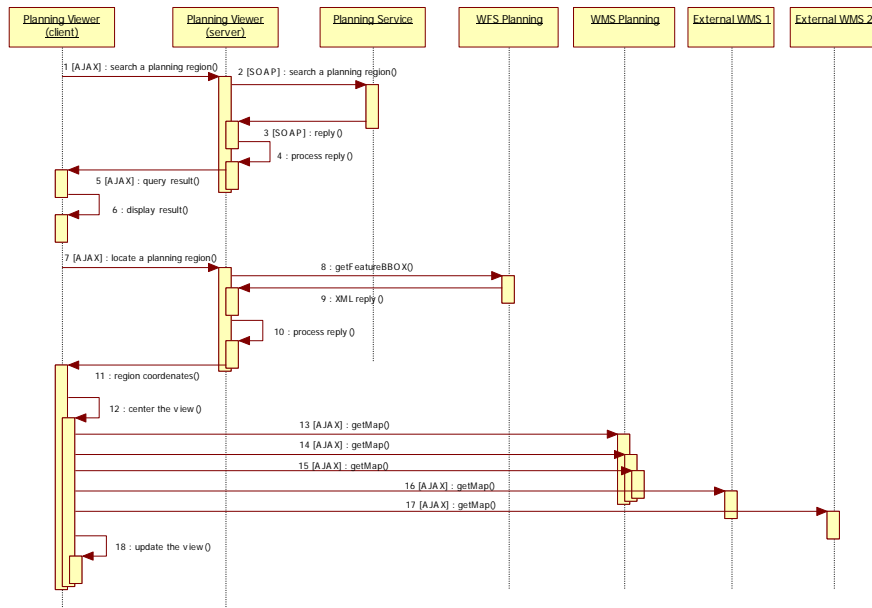 Planning Viewer
(client)
Planning Viewer
(server)
Planning Service
WFS Planning
WMS Planning
External WMS 1
External WMS 2
1 [AJAX] : search a planning region()
2 [SOAP] : search a planning region()
3 [SOAP] : reply()
4 : process reply()
5 [AJAX] : query result()
6 : display result()
7 [AJAX] : locate a planning region()
8 : getFeatureBBOX()
9 : XML reply()
10 : process reply()
11 : region coordenates()
12 : center the view()
13 [AJAX] : getMap()
14 [AJAX] : getMap()
15 [AJAX] : getMap()
16 [AJAX] : getMap()
17 [AJAX] : getMap()
18 : update the view()